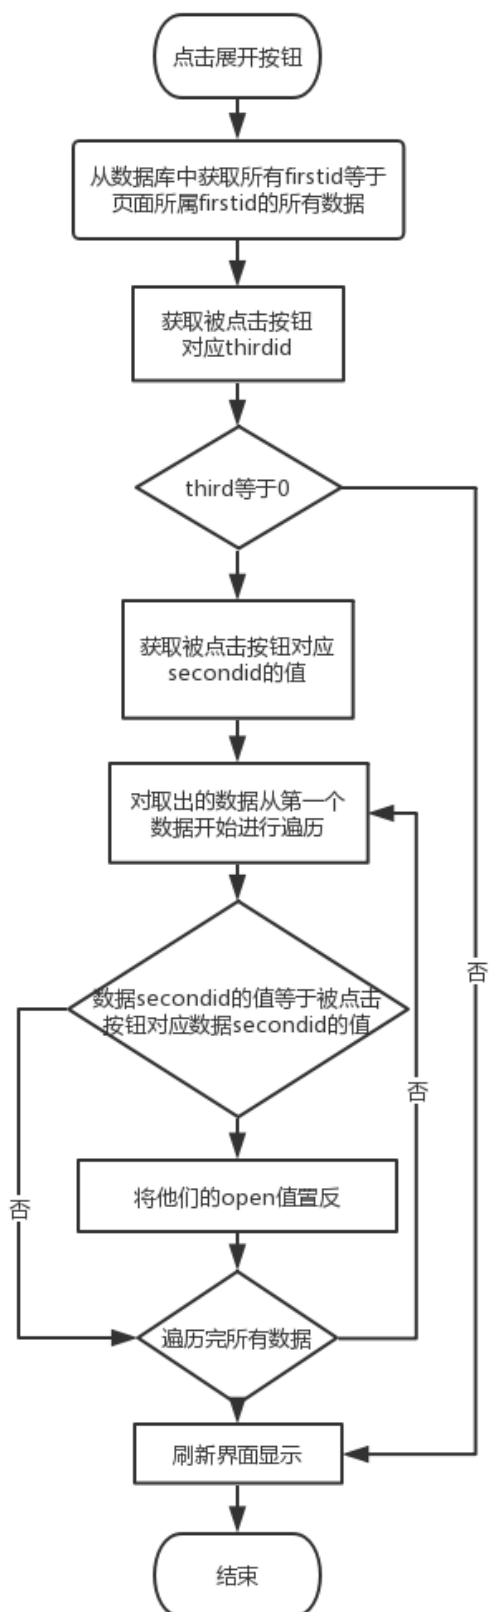 点击展开按钮
从数据库中获取所有firstid等于
页面所属firstid的所有数据
获取被点击按钮
对应thirdid
third等于0
获取被点击按钮对应
secondid的值
对取出的数据从第一个
数据开始进行遍历
否
数据secondid的值等于被点击
按钮对应数据secondid的值
否
将他们的open值置反
否
遍历完所有数据
刷新界面显示
结束